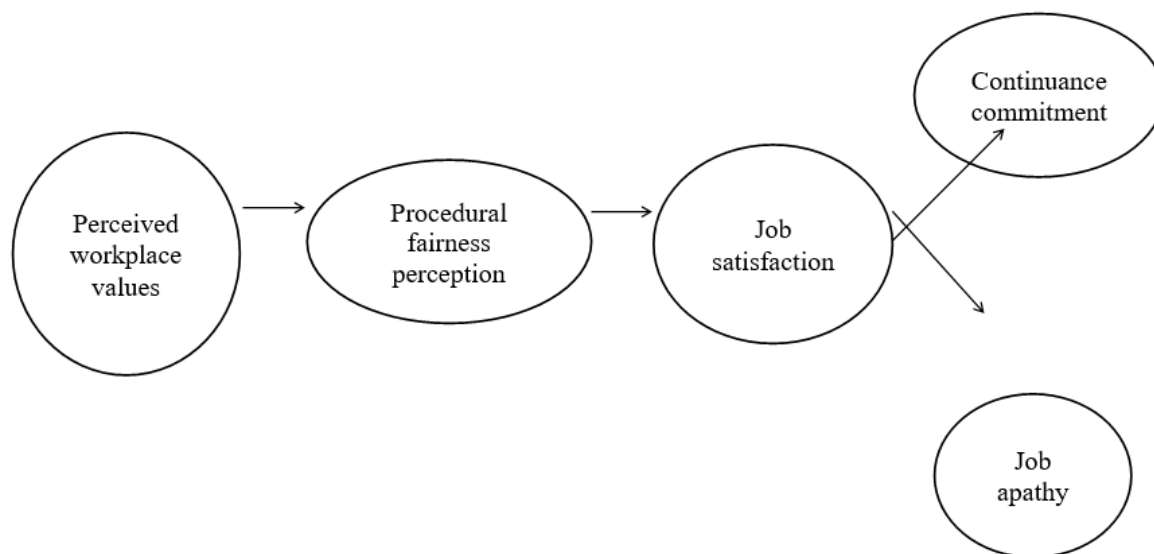 Continuance
commitment
Perceived
workplace
values
Procedural
fairness
perception
Job
satisfaction
Job
apathy